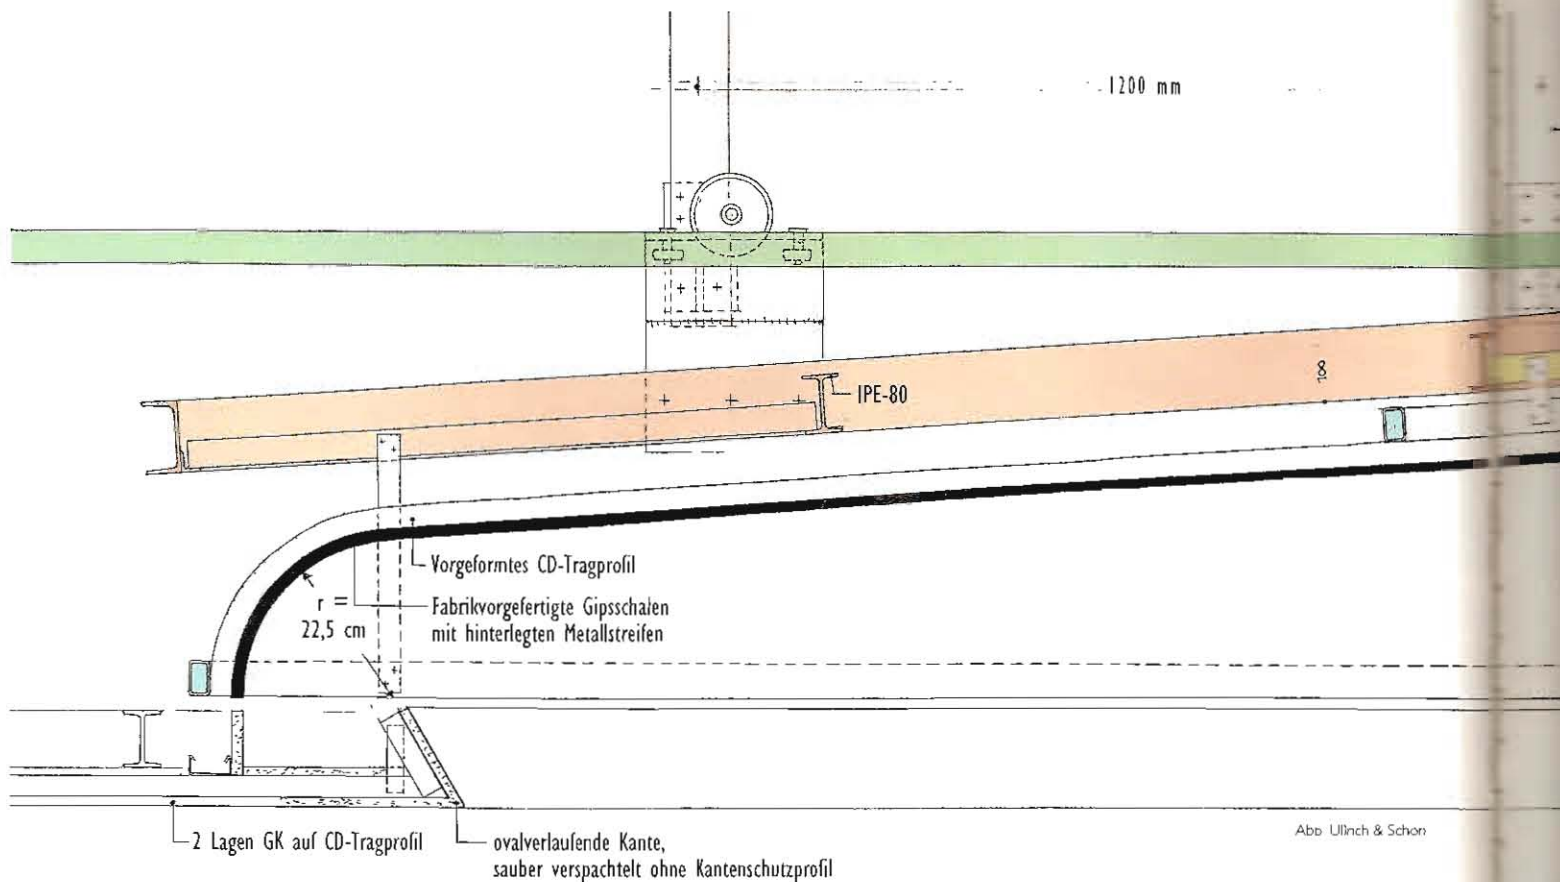 1200 mm
IPE-80
Vorgeformtes CD-Tragprofil
r =
22,5 cm
Fabrikvorgefertigte Gipsschalen
mit hinterlegten Metallstreifen
2 Lagen GK auf CD-Tragprofil
ovalverlaufende Kante,
sauber verspachtelt ohne Kantenschutzprofil
Abb Ullrich & Schön